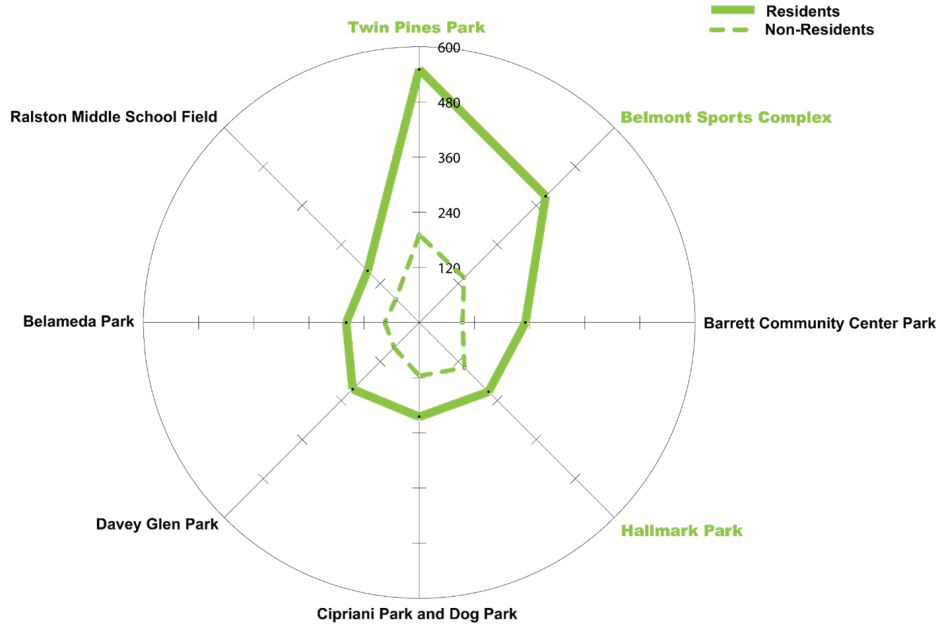 Residents
Non-Residents
Twin Pines Park
600
Ralston Middle School Field
Belmont Sports Complex
480
360
240
120
Belameda Park
Barrett Community Center Park
Davey Glen Park
Hallmark Park
Cipriani Park and Dog Park